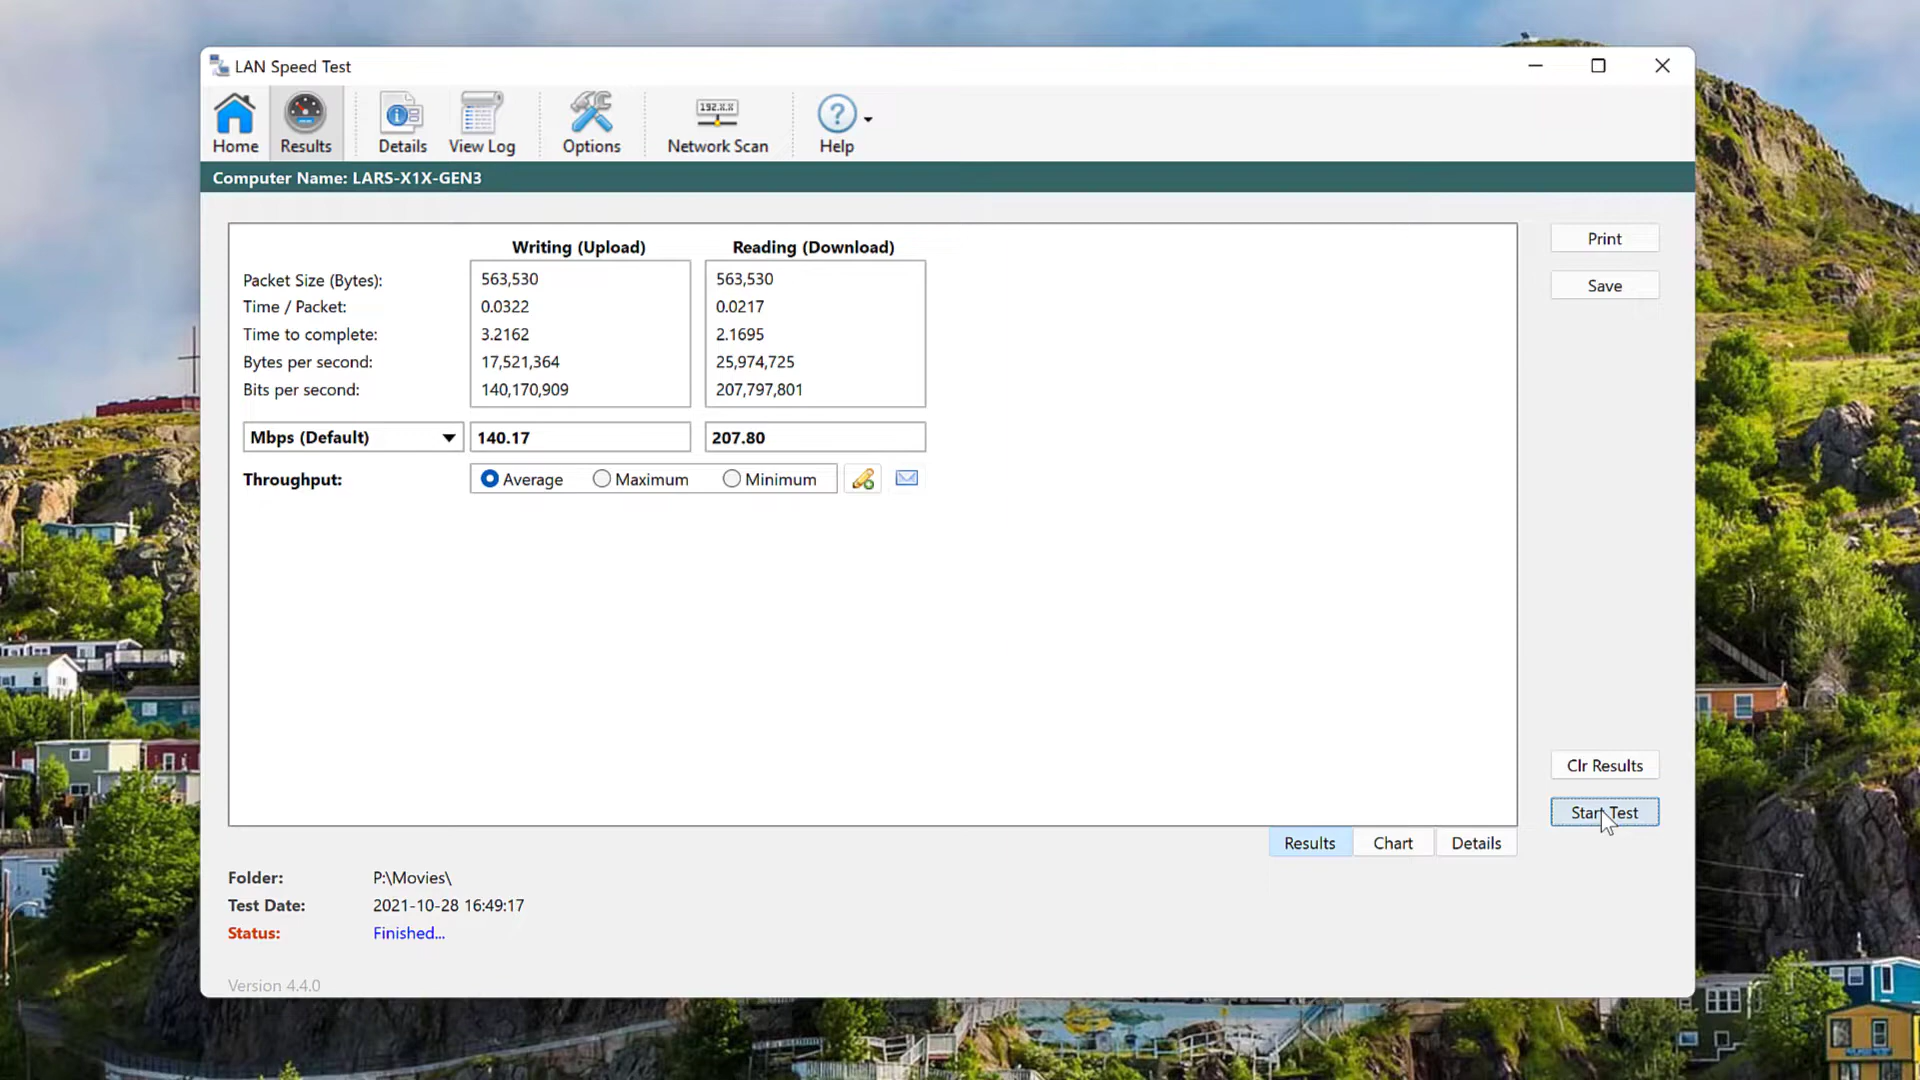 LAN Speed Test
192.X.X
Home Results Details View Log Options Network Scan Help
Computer Name: LARS-X1X-GEN3
Writing (Upload) Reading (Download)
Packet Size (Bytes): 563,530 563,530
Time / Packet: 0.0322 0.0217
Time to complete: 3.2162 2.1695
Bytes per second: 17,521,364 25,974,725
Bits per second: 140,170,909 207,797,801
Mbps (Default) 140.17 207.80
Throughput: Average Maximum Minimum
Print
Save
Clr Results
Start Test
Results Chart Details
Folder: P:\Movies\
Test Date: 2021-10-28 16:49:17
Status: Finished...
Version 4.4.0